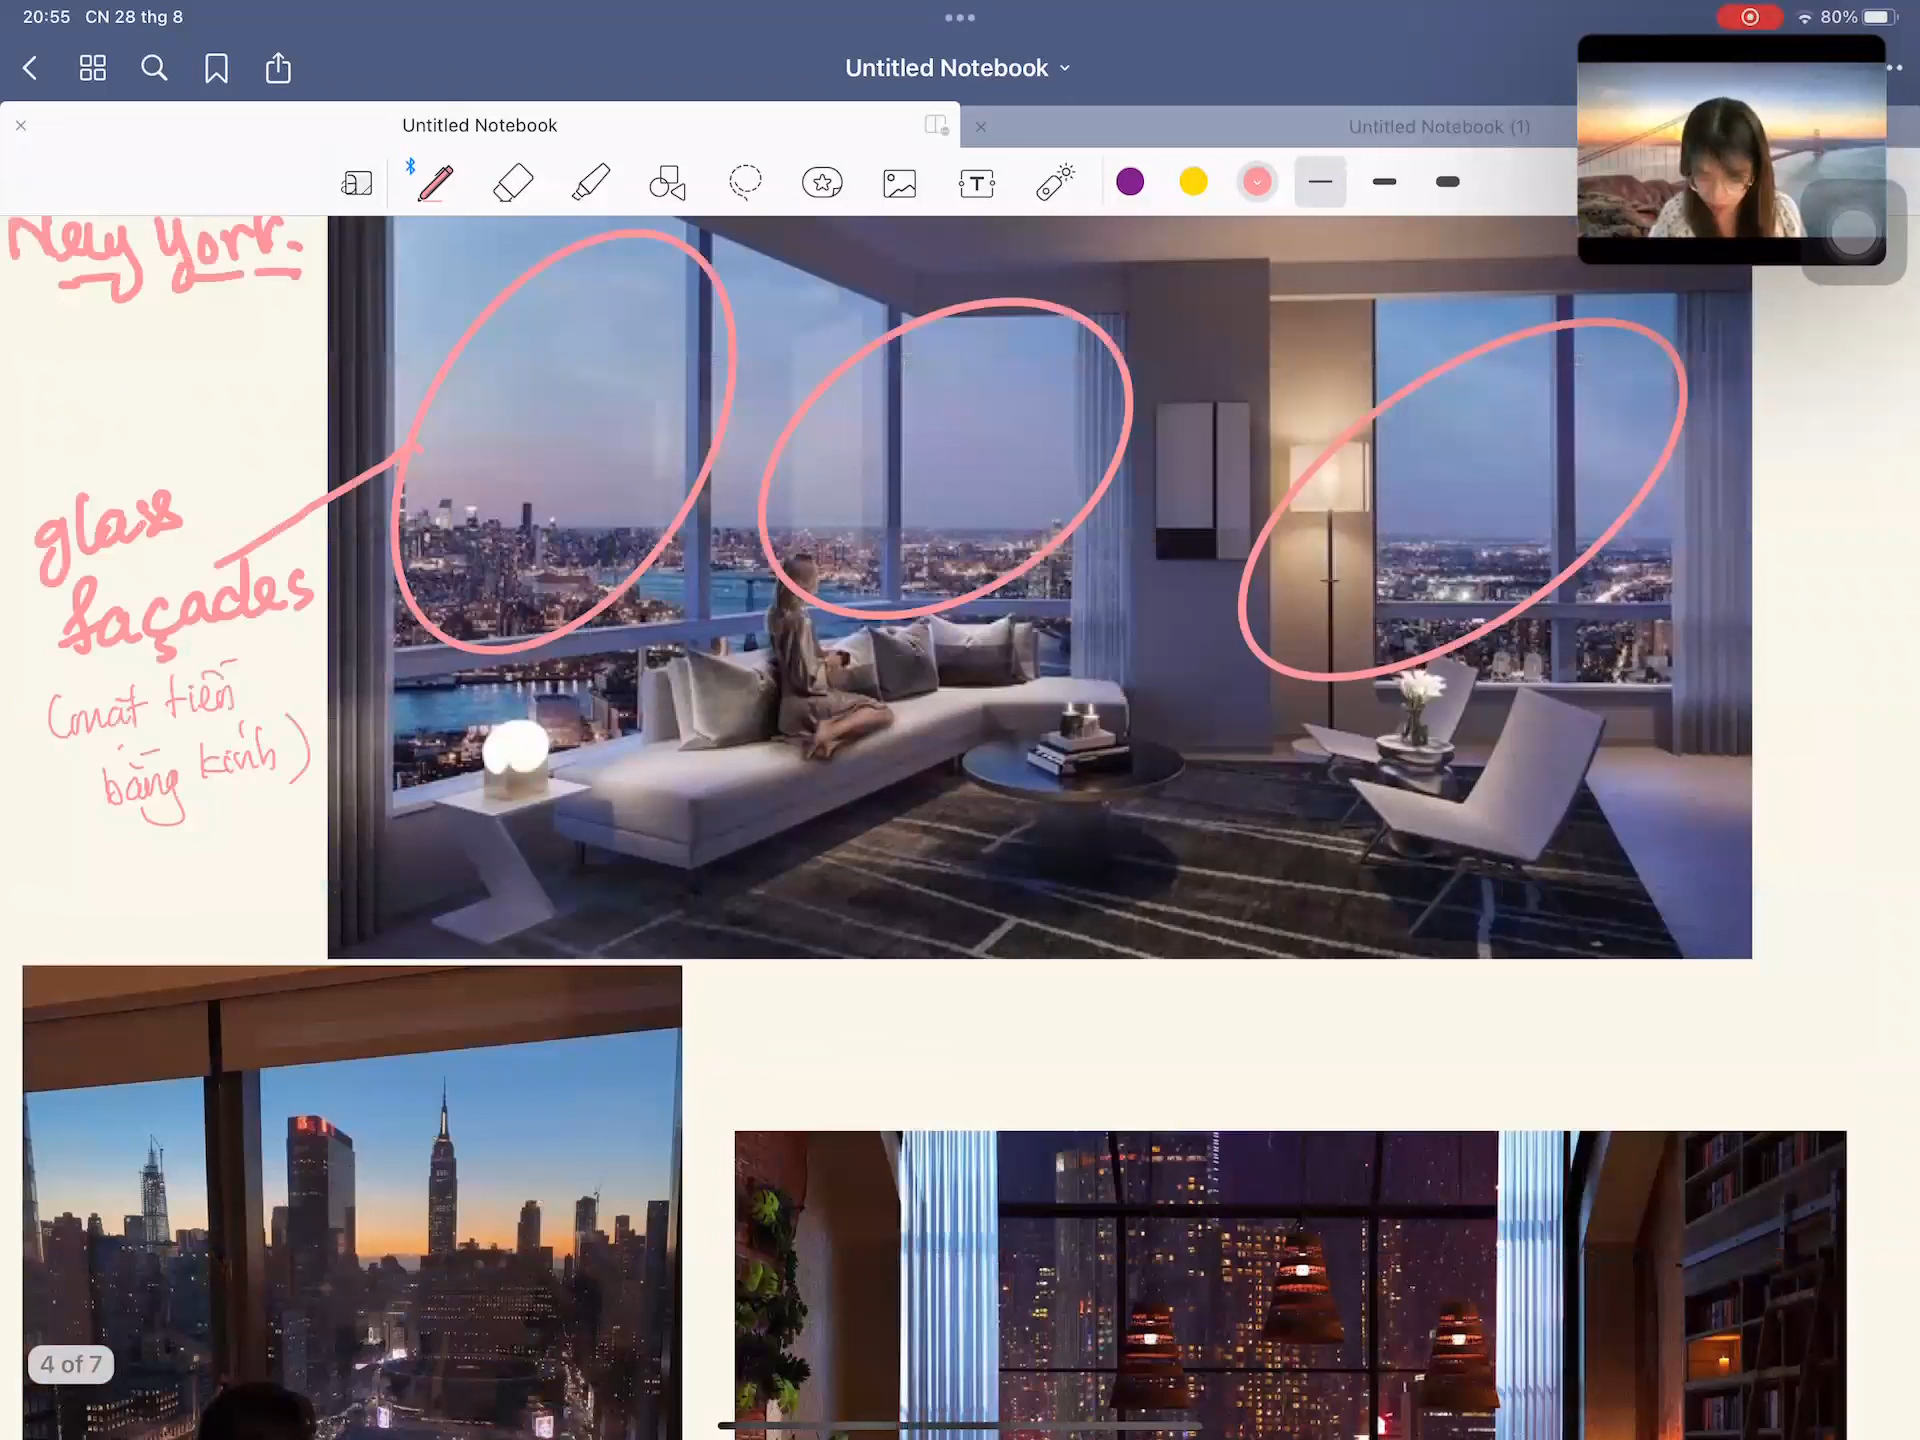 20:55 CN 28 thg 8
80%
Untitled Notebook
Untitled Notebook
Untitled Notebook (1)
New York.
glass
façades
(mặt tiền
bằng kính)
4 of 7